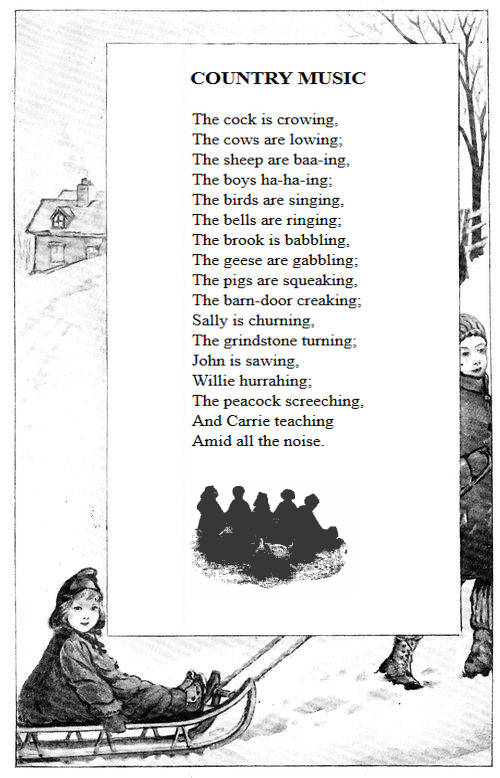 COUNTRY MUSIC
The cock is crowing,
The cows are lowing;
The sheep are baa-ing,
The boys ha-ha-ing;
The birds are singing,
The bells are ringing;
The brook is babbling,
The geese are gabbling;
The pigs are squeaking,
The barn-door creaking;
Sally is churning,
The grindstone turning;
John is sawing,
Willie hurrahing;
The peacock screeching,
And Carrie teaching
Amid all the noise.